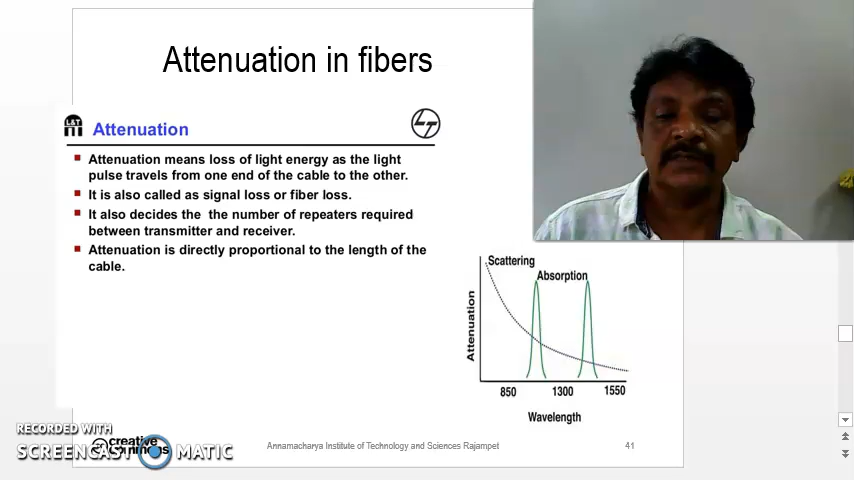 Attenuation in fibers
L&T
Attenuation
LT
Attenuation means loss of light energy as the light
pulse travels from one end of the cable to the other.
It is also called as signal loss or fiber loss.
It also decides the the number of repeaters required
between transmitter and receiver.
Attenuation is directly proportional to the length of the
cable.
Scattering
Absorption
Attenuation
850 1300 1550
Wavelength
RECORDED WITH
SCREENCAST MATIC
creative
commons
Annamacharya Institute of Technology and Sciences Rajampet
41